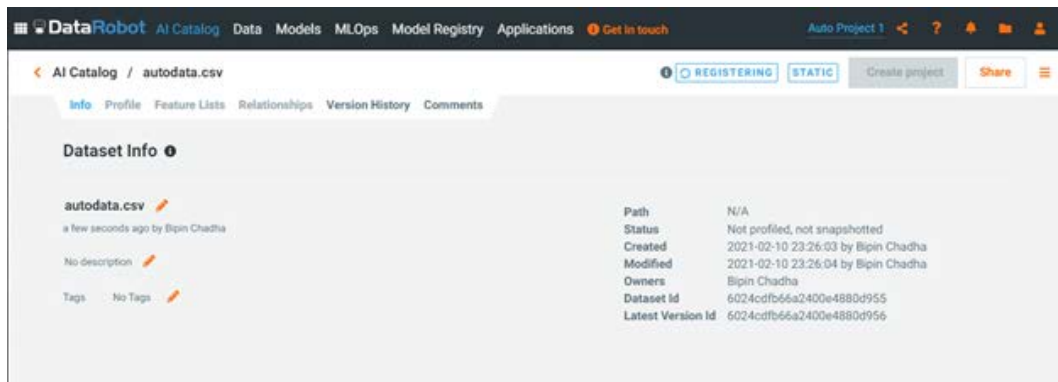 DataRobot AI Catalog Data Models MLOps Model Registry Applications Get in touch Auto Project 1
AI Catalog / autodata.csv REGISTERING STATIC Create project Share
Info Profile Feature Lists Relationships Version History Comments
Dataset Info
autodata.csv
a few seconds ago by Bipin Chadha
No description
Tags No Tags
Path N/A
Status Not profiled, not snapshotted
Created 2021-02-10 23:26:03 by Bipin Chadha
Modified 2021-02-10 23:26:04 by Bipin Chadha
Owners Bipin Chadha
Dataset Id 6024cdfb66a2400e4880d955
Latest Version Id 6024cdfb66a2400e4880d956